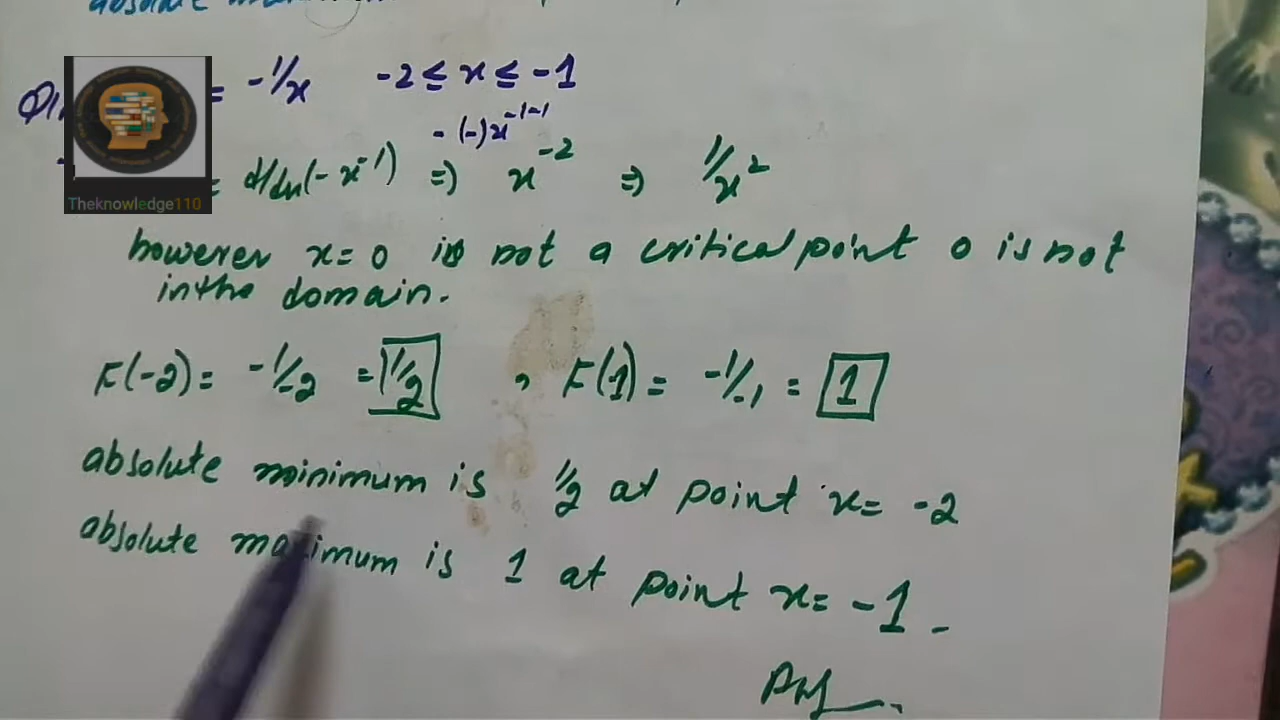 absolute
= -1/x -2 ≤ x ≤ -1
- (-)x^-1-1
= d/dx(-x^-1) => x^-2 => 1/x^2
Theknowledge110
however x=0 is not a critical point 0 is not
in the domain.
F(-2) = -1/-2 = 1/2 , F(1) = -1/-1 = 1
absolute minimum is 1/2 at point x= -2
absolute maximum is 1 at point x= -1